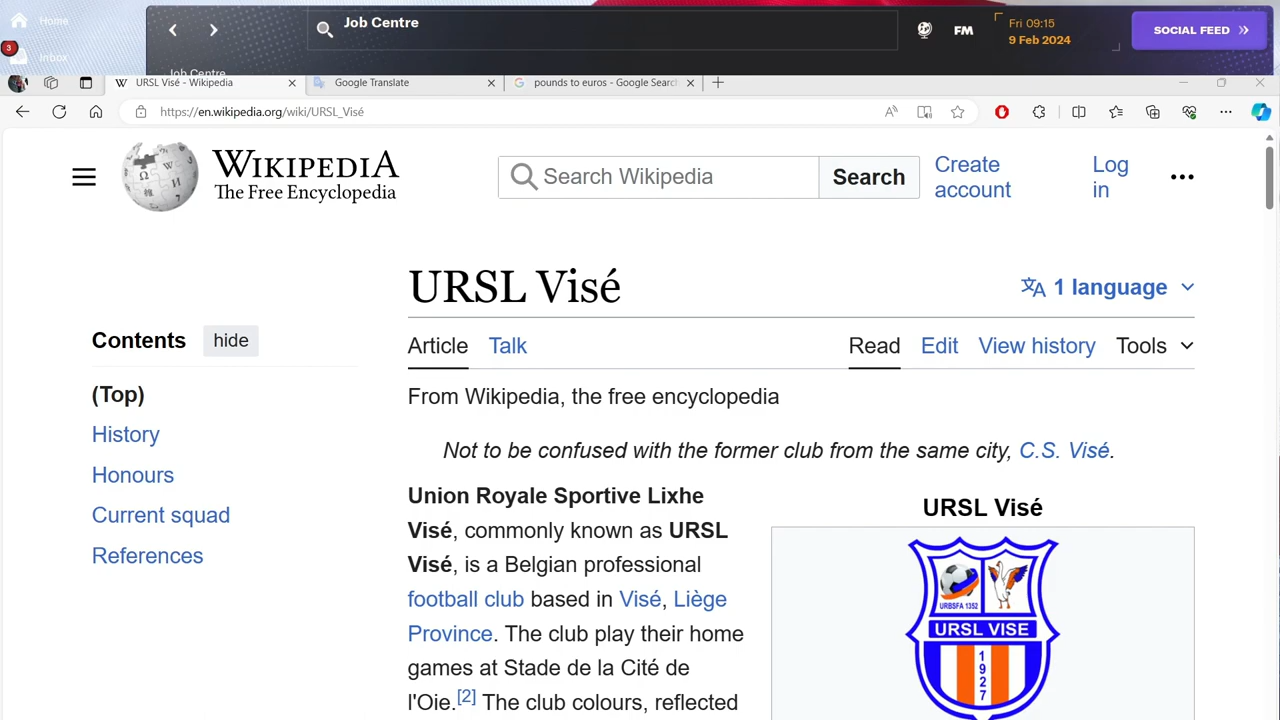 Home
Job Centre
FM
Fri 09:15
9 Feb 2024
SOCIAL FEED
3
Inbox
Job Centre
URSL Visé - Wikipedia
Google Translate
pounds to euros - Google Searc
https://en.wikipedia.org/wiki/URSL_Visé
WIKIPEDIA
The Free Encyclopedia
Search Wikipedia
Search
Create account
Log in
URSL Visé
1 language
Contents
hide
Article
Talk
Read
Edit
View history
Tools
(Top)
History
Honours
Current squad
References
From Wikipedia, the free encyclopedia
Not to be confused with the former club from the same city, C.S. Visé.
Union Royale Sportive Lixhe
Visé, commonly known as URSL
Visé, is a Belgian professional
football club based in Visé, Liège
Province. The club play their home
games at Stade de la Cité de
l'Oie.[2] The club colours, reflected
URSL Visé
URBSFA 1352
URSL VISE
1927